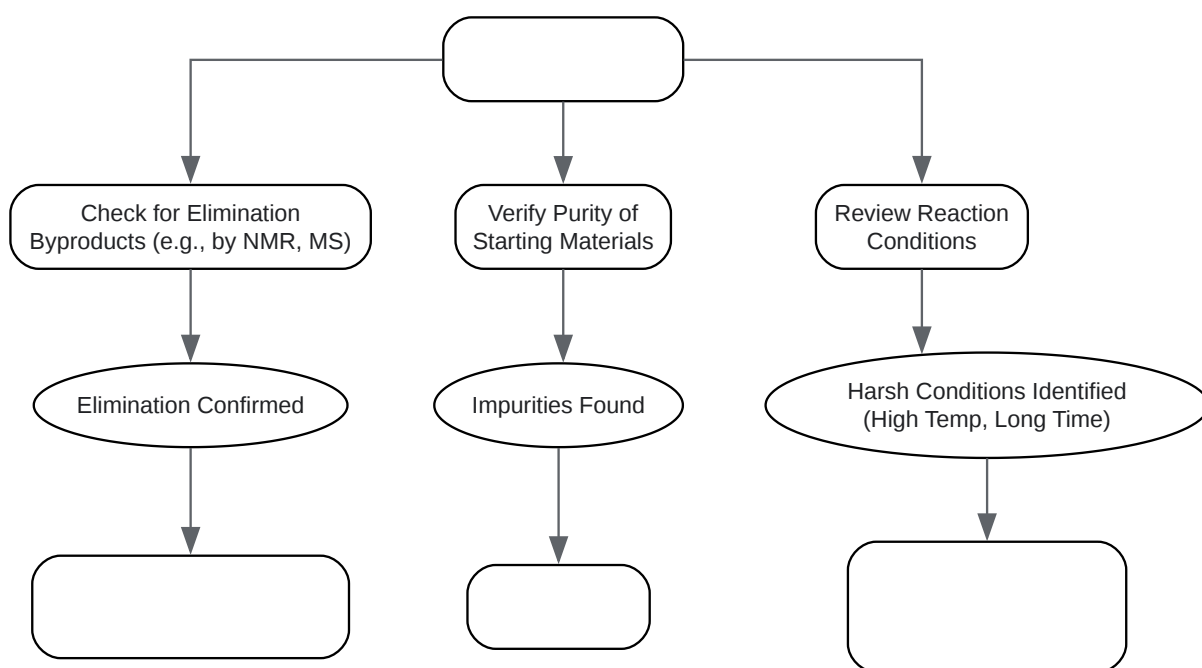 Check for Elimination
Byproducts (e.g., by NMR, MS)
Verify Purity of
Starting Materials
Review Reaction
Conditions
Elimination Confirmed
Impurities Found
Harsh Conditions Identified
(High Temp, Long Time)